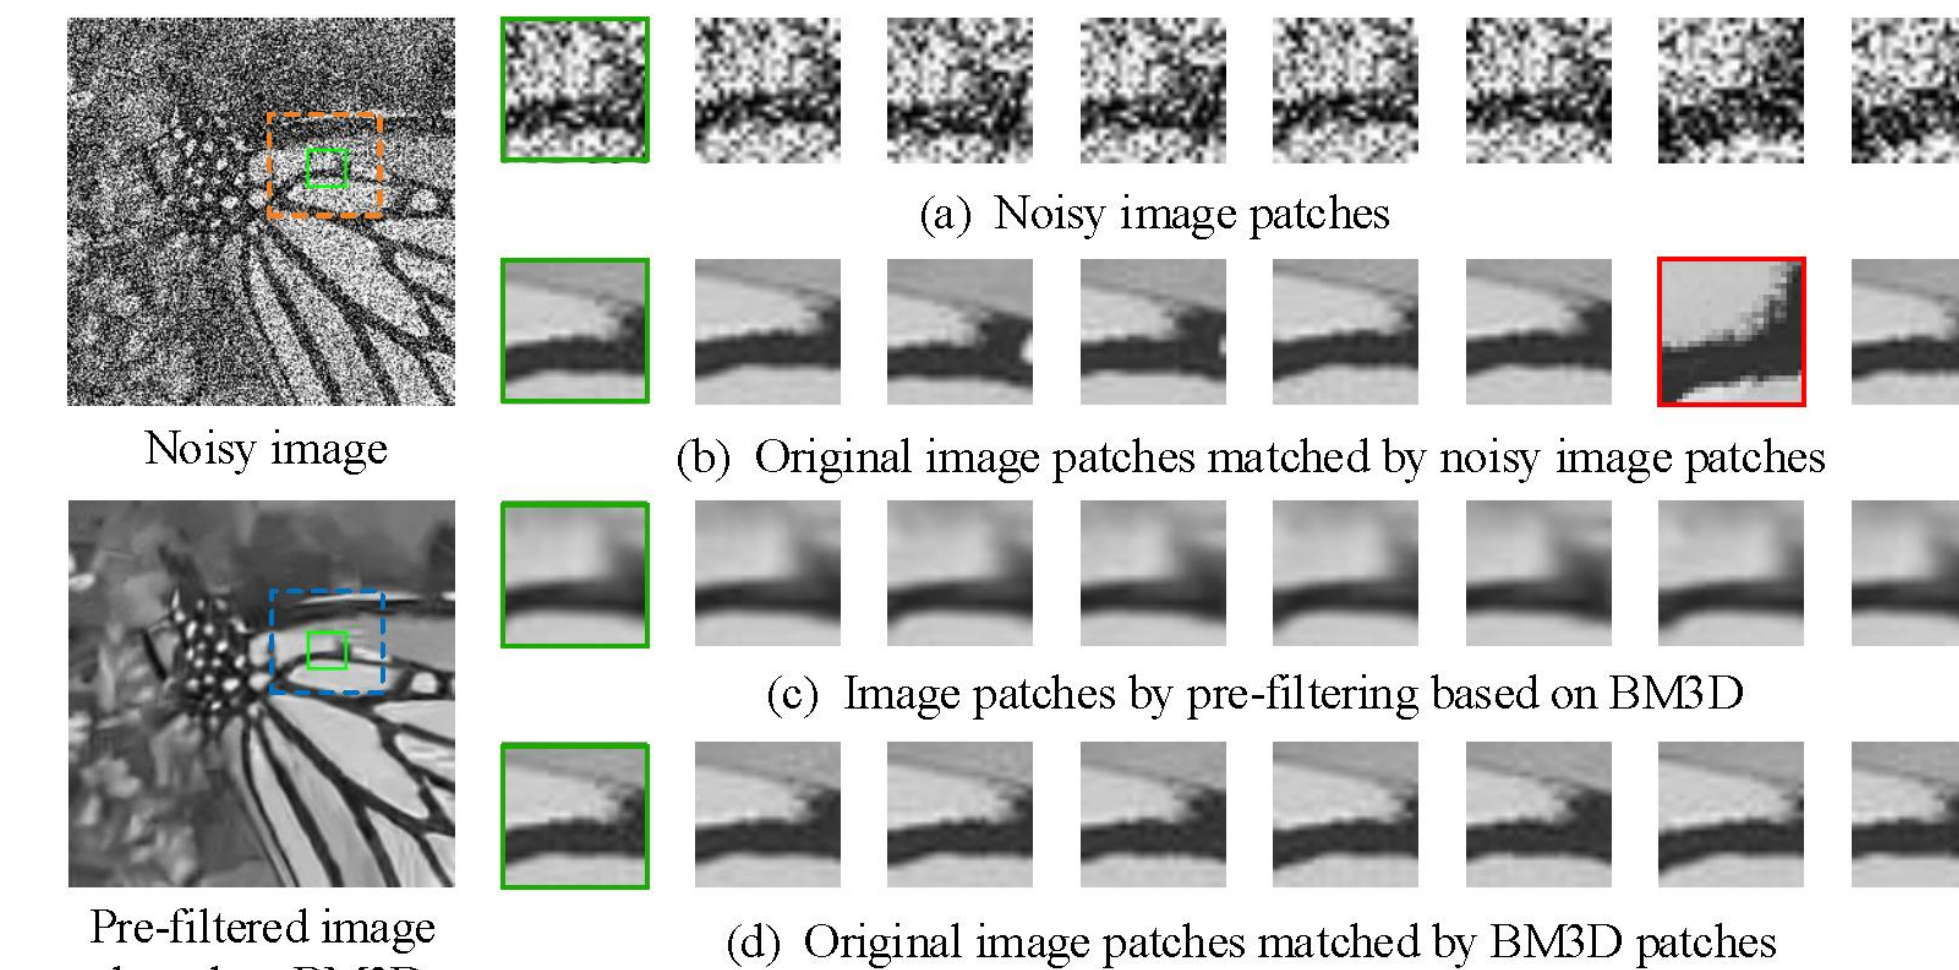 (a) Noisy image patches
Noisy image
(b) Original image patches matched by noisy image patches
(c) Image patches by pre-filtering based on BM3D
Pre-filtered image
(d) Original image patches matched by BM3D patches
BM3D